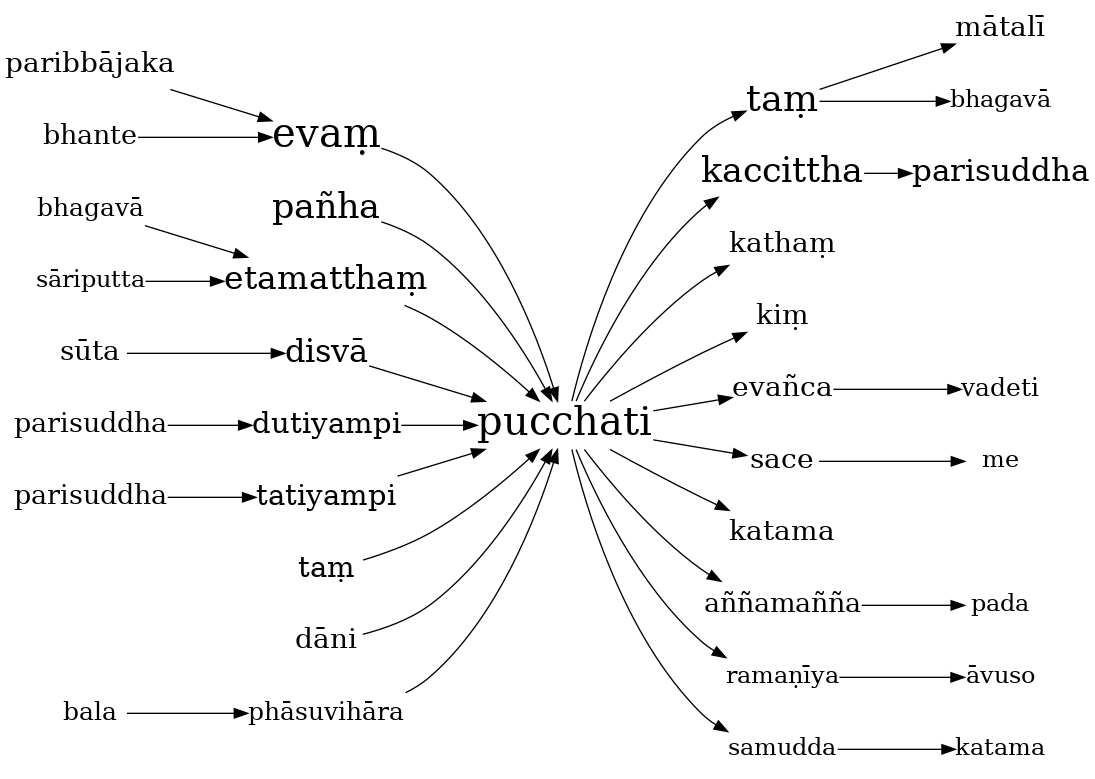 mātalī
paribbājaka
taṃ bhagavā
bhante evaṃ
kaccittha parisuddha
bhagavā pañha
kathaṃ
sāriputta etamatthaṃ
kiṃ
sūta disvā
evañca vadeti
parisuddha dutiyampi pucchati
sace me
parisuddha tatiyampi
katama
taṃ
aññamañña pada
dāni
ramaṇīya āvuso
bala phāsuvihāra
samudda katama